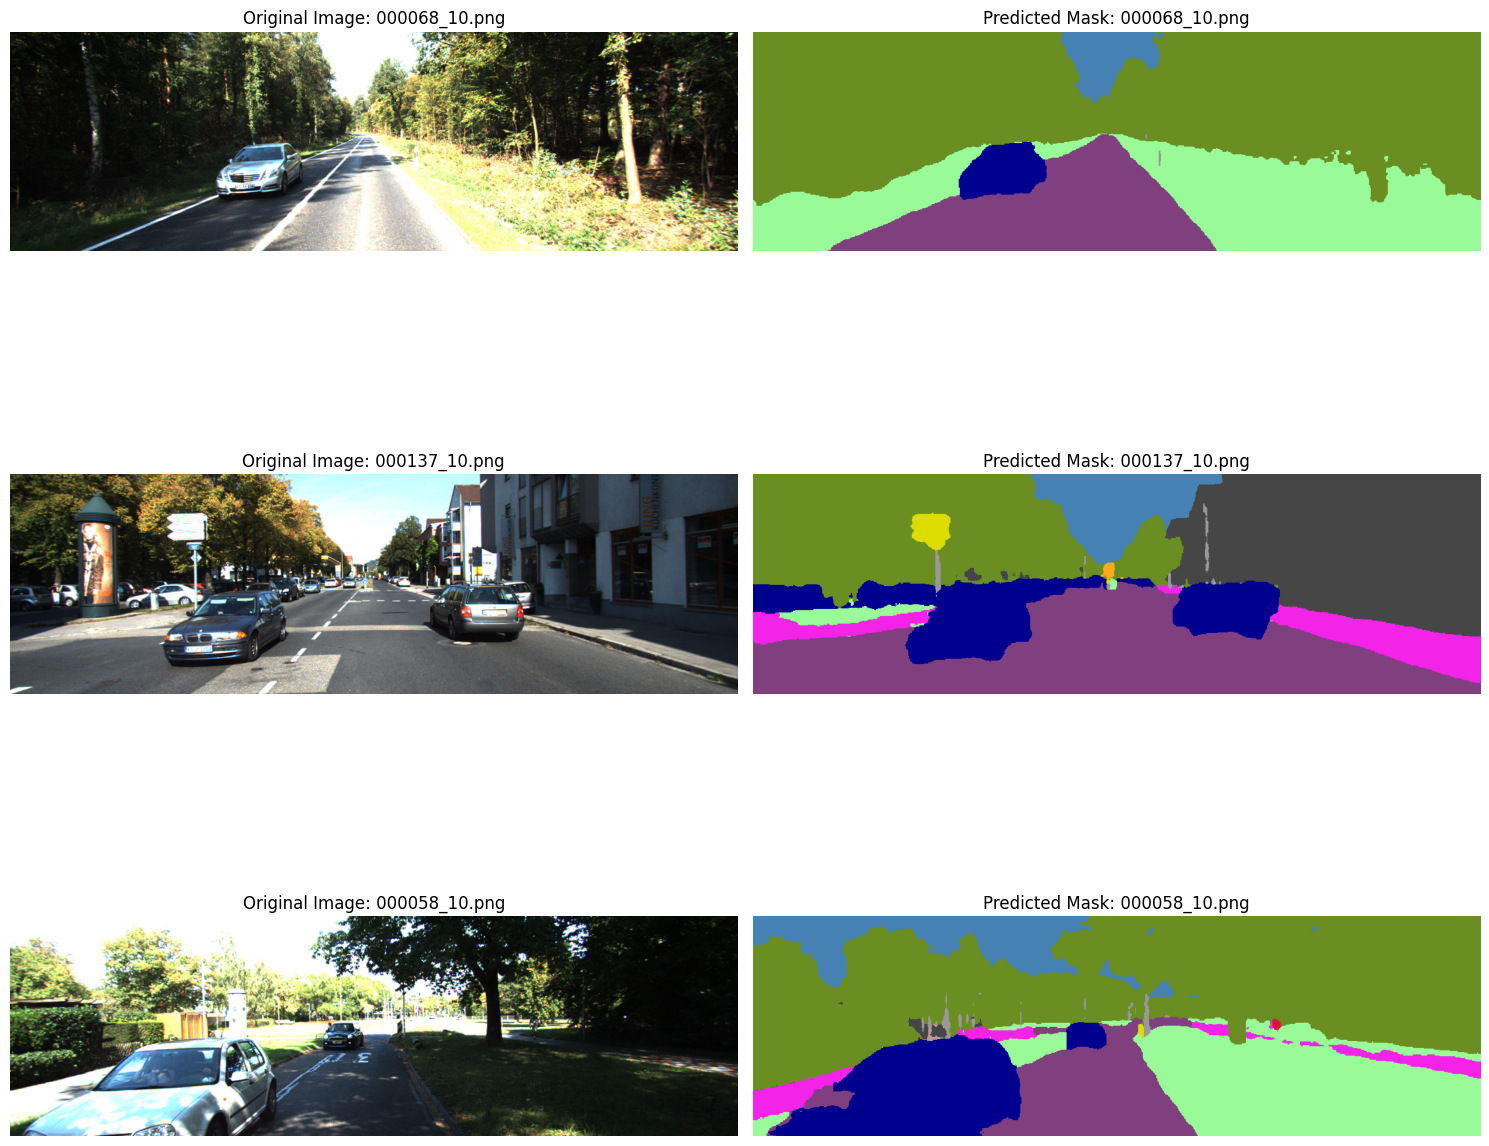 Original Image: 000068_10.png
Predicted Mask: 000068_10.png
Original Image: 000137_10.png
Predicted Mask: 000137_10.png
Original Image: 000058_10.png
Predicted Mask: 000058_10.png